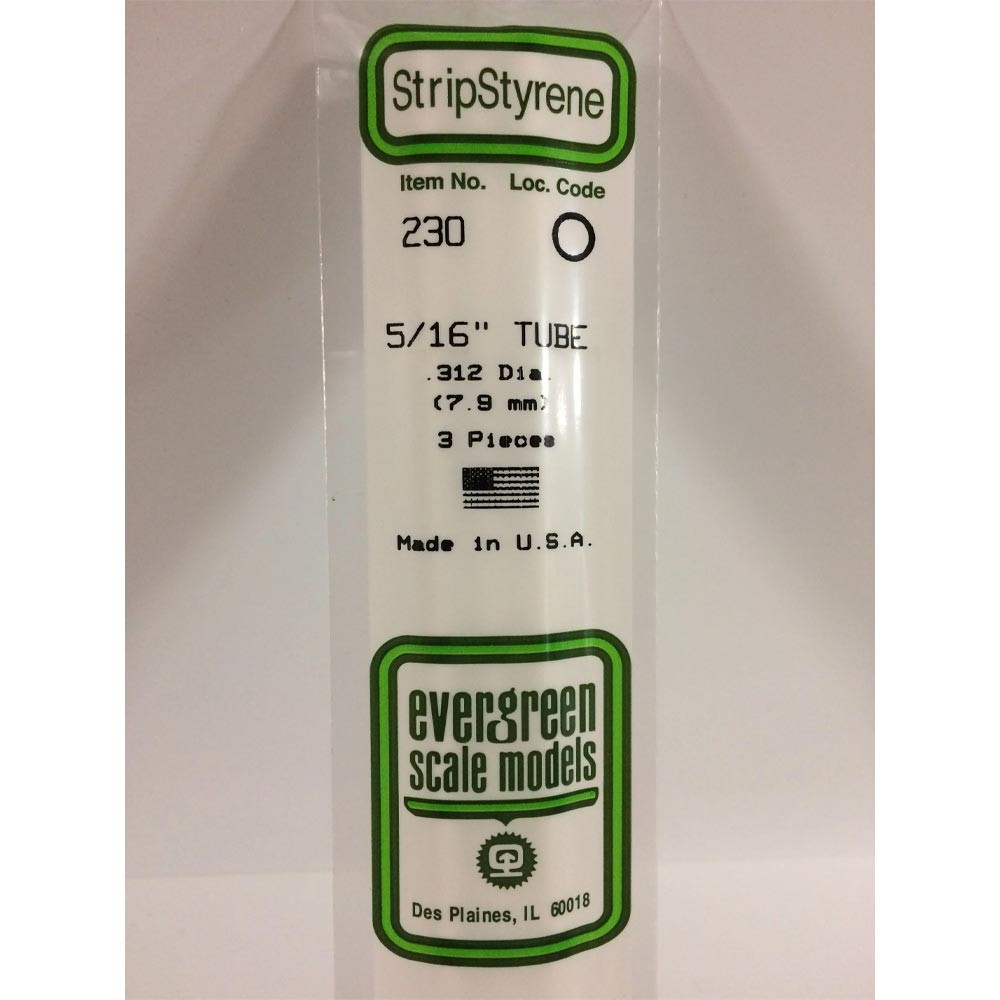 StripStyrene
Item No. Loc. Code
230 O
5/16" TUBE
.312 Dia.
(7.9 mm)
3 Pieces
Made in U.S.A.
evergreen
scale models
Des Plaines, IL 60018